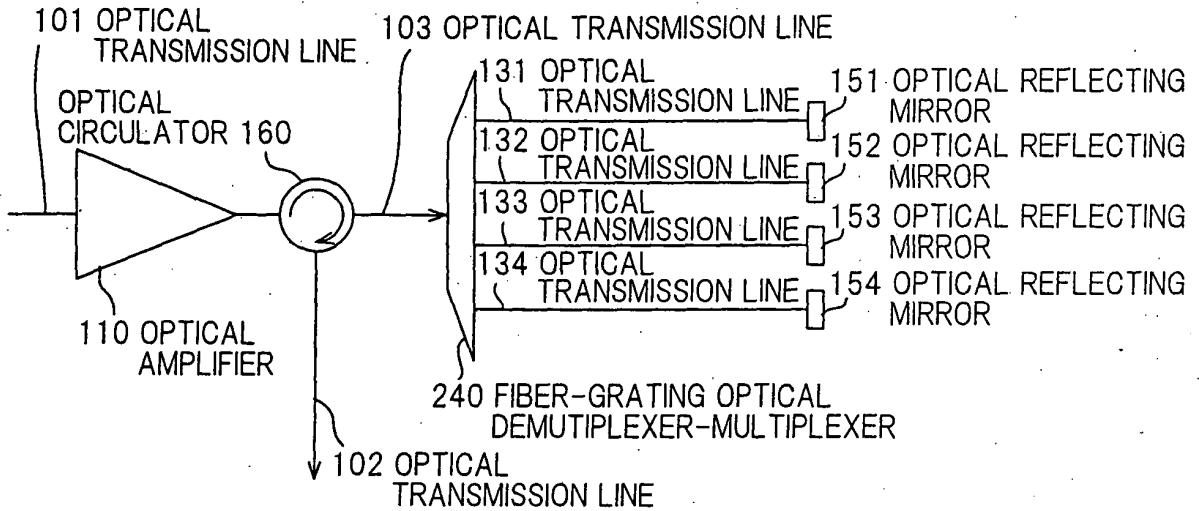 101 OPTICAL
TRANSMISSION LINE
103 OPTICAL TRANSMISSION LINE
OPTICAL
CIRCULATOR 160
131 OPTICAL
TRANSMISSION LINE
151 OPTICAL REFLECTING
MIRROR
132 OPTICAL
TRANSMISSION LINE
152 OPTICAL REFLECTING
MIRROR
133 OPTICAL
TRANSMISSION LINE
153 OPTICAL REFLECTING
MIRROR
134 OPTICAL
TRANSMISSION LINE
154 OPTICAL REFLECTING
MIRROR
110 OPTICAL
AMPLIFIER
240 FIBER-GRATING OPTICAL
DEMUTIPLEXER-MULTIPLEXER
102 OPTICAL
TRANSMISSION LINE